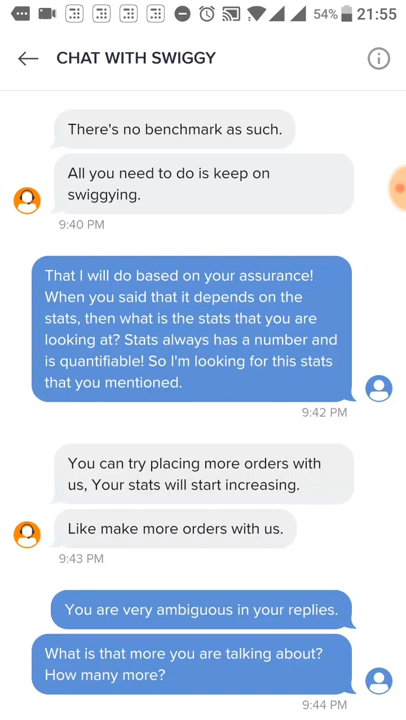 54% 21:55
CHAT WITH SWIGGY
There's no benchmark as such.
All you need to do is keep on
swiggying.
9:40 PM
That I will do based on your assurance!
When you said that it depends on the
stats, then what is the stats that you are
looking at? Stats always has a number and
is quantifiable! So I'm looking for this stats
that you mentioned.
9:42 PM
You can try placing more orders with
us, Your stats will start increasing.
Like make more orders with us.
9:43 PM
You are very ambiguous in your replies.
What is that more you are talking about?
How many more?
9:44 PM